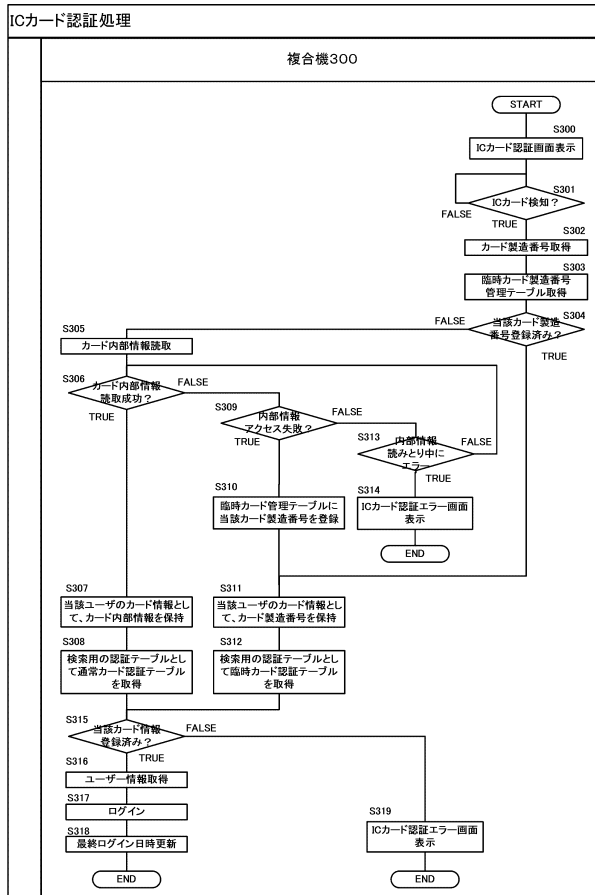 ICカード認証処理
複合機300
START
S300
ICカード認証画面表示
S301
ICカード検知？
FALSE
TRUE
S302
カード製造番号取得
S303
臨時カード製造番号
管理テーブル取得
S304
当該カード製造
番号登録済み？
FALSE
TRUE
S305
カード内部情報読取
S306
カード内部情報
読取成功？
FALSE
TRUE
S309
内部情報
アクセス失敗？
FALSE
TRUE
S313
内部情報
読みとり中に
エラー
FALSE
TRUE
S310
臨時カード管理テーブルに
当該カード製造番号を登録
S314
ICカード認証エラー画面
表示
END
S307
当該ユーザのカード情報とし
て、カード内部情報を保持
S311
当該ユーザのカード情報とし
て、カード製造番号を保持
S308
検索用の認証テーブルとし
て通常カード認証テーブル
を取得
S312
検索用の認証テーブルとし
て臨時カード認証テーブル
を取得
S315
当該カード情報
登録済み？
FALSE
TRUE
S316
ユーザー情報取得
S317
ログイン
S318
最終ログイン日時更新
END
S319
ICカード認証エラー画面
表示
END